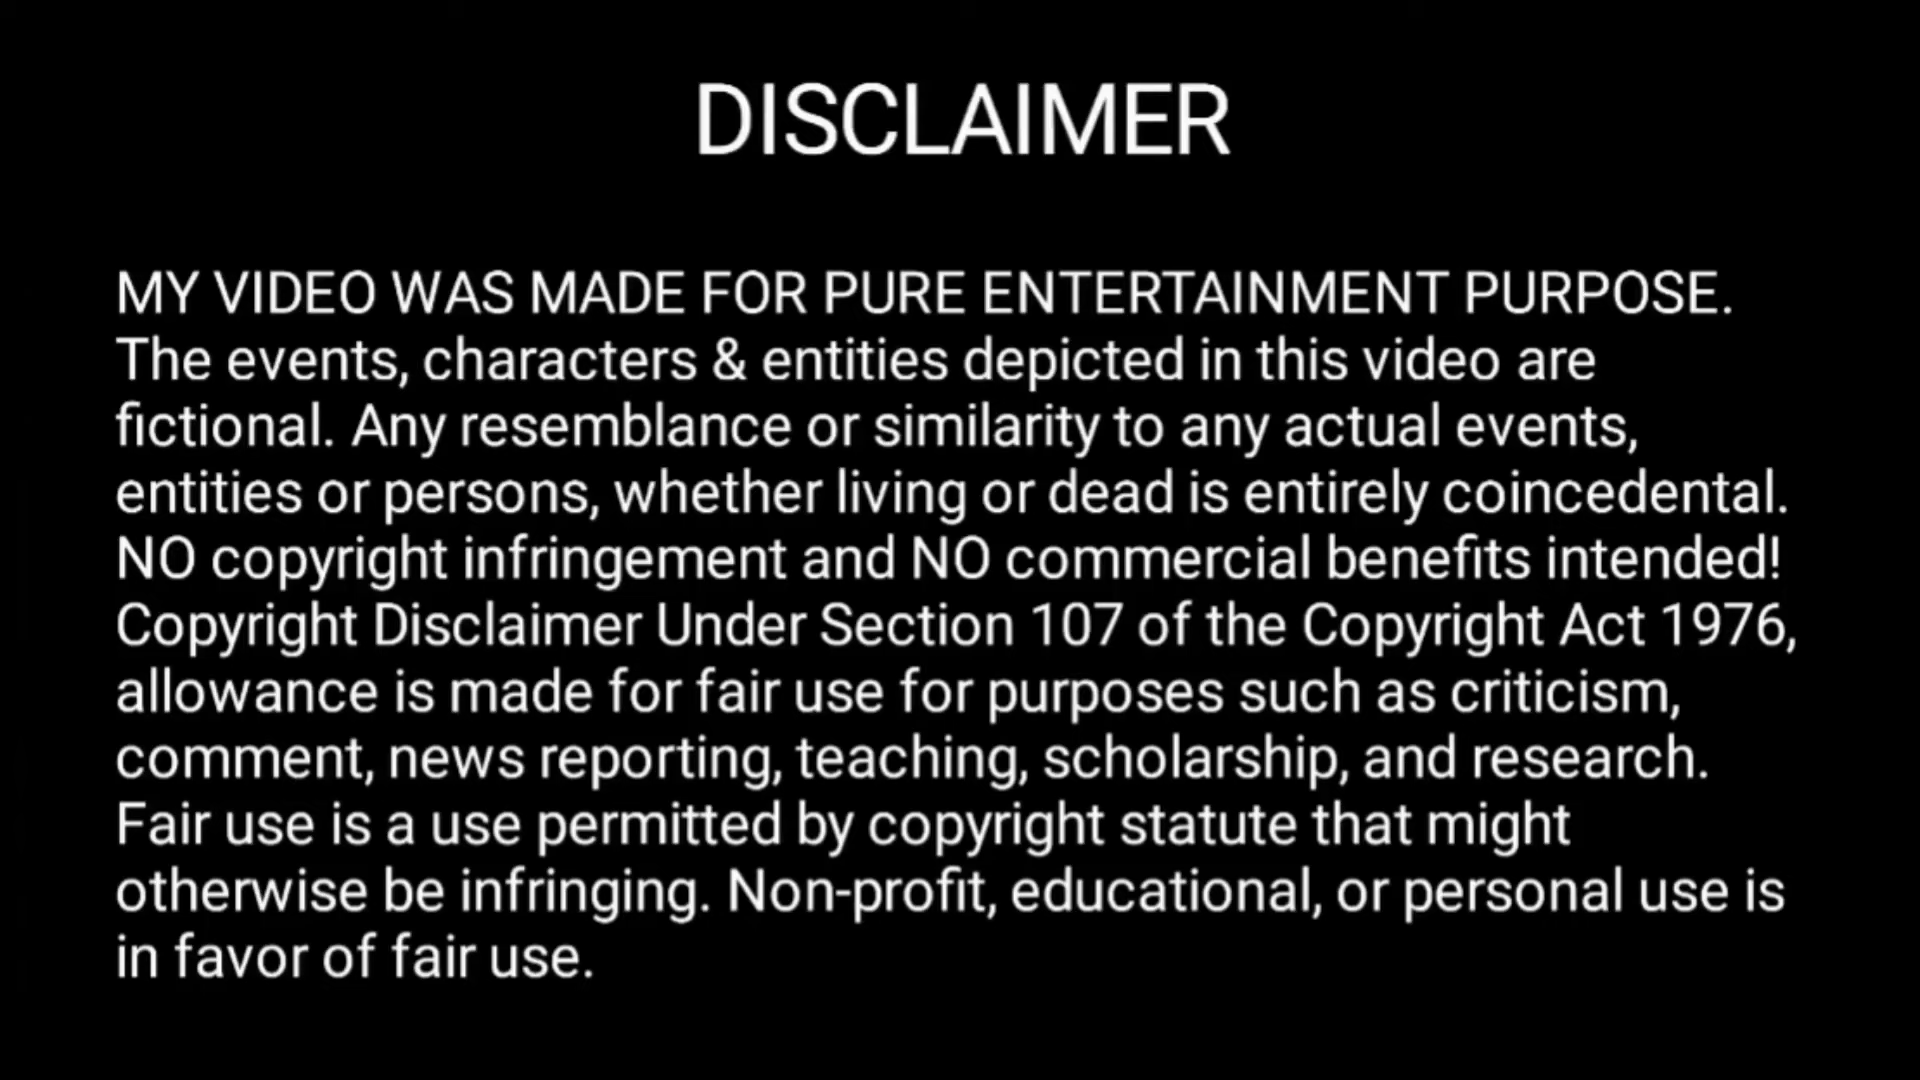 DISCLAIMER
MY VIDEO WAS MADE FOR PURE ENTERTAINMENT PURPOSE.
The events, characters & entities depicted in this video are
fictional. Any resemblance or similarity to any actual events,
entities or persons, whether living or dead is entirely coincedental.
NO copyright infringement and NO commercial benefits intended!
Copyright Disclaimer Under Section 107 of the Copyright Act 1976,
allowance is made for fair use for purposes such as criticism,
comment, news reporting, teaching, scholarship, and research.
Fair use is a use permitted by copyright statute that might
otherwise be infringing. Non-profit, educational, or personal use is
in favor of fair use.